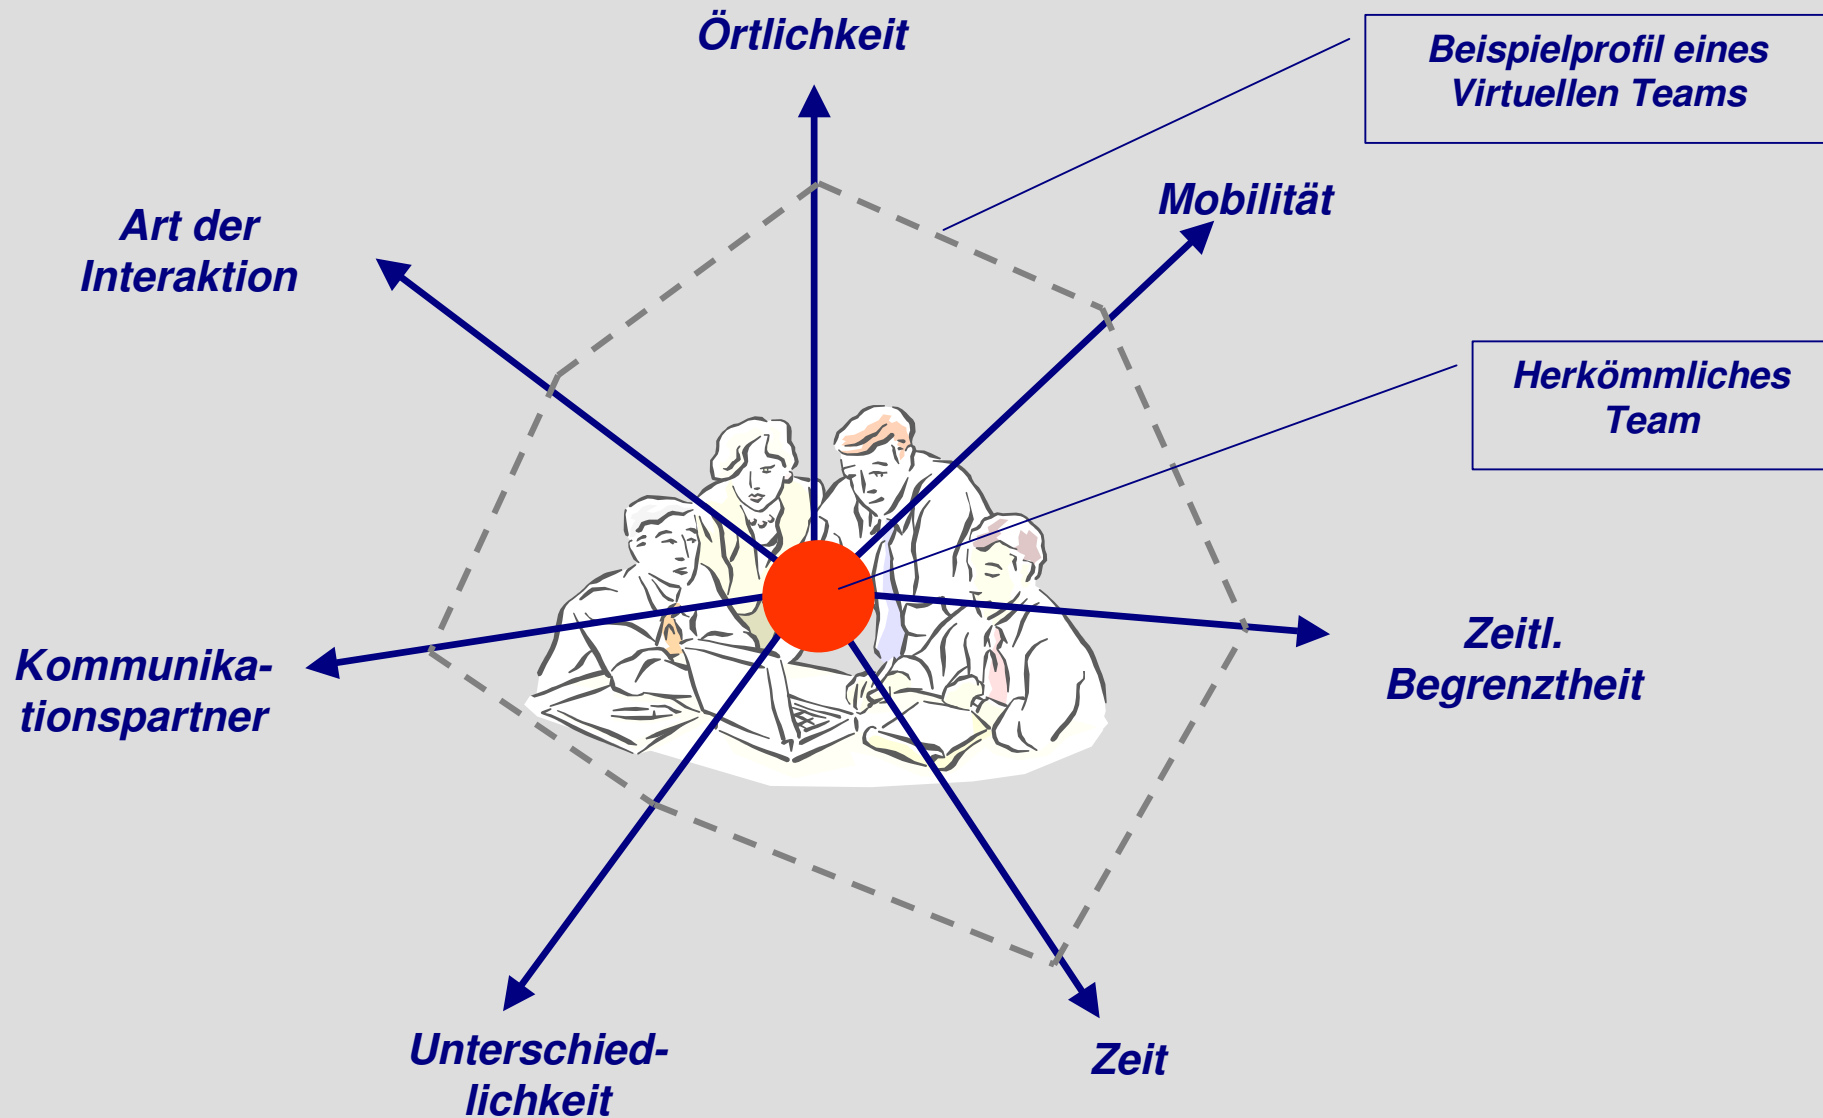 Örtlichkeit
Beispielprofil eines
Virtuellen Teams
Mobilität
Art der
Interaktion
Herkömmliches
Team
Zeitl.
Begrenztheit
Kommunika-
tionspartner
Unterschied-
lichkeit
Zeit